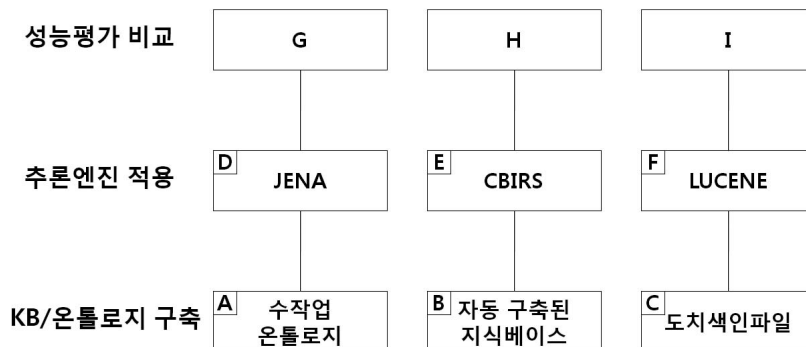 성능평가 비교
G
H
I
추론엔진 적용
D
JENA
E
CBIRS
F
LUCENE
KB/온톨로지 구축
A
수작업
온톨로지
B
자동 구축된
지식베이스
C
도치색인파일